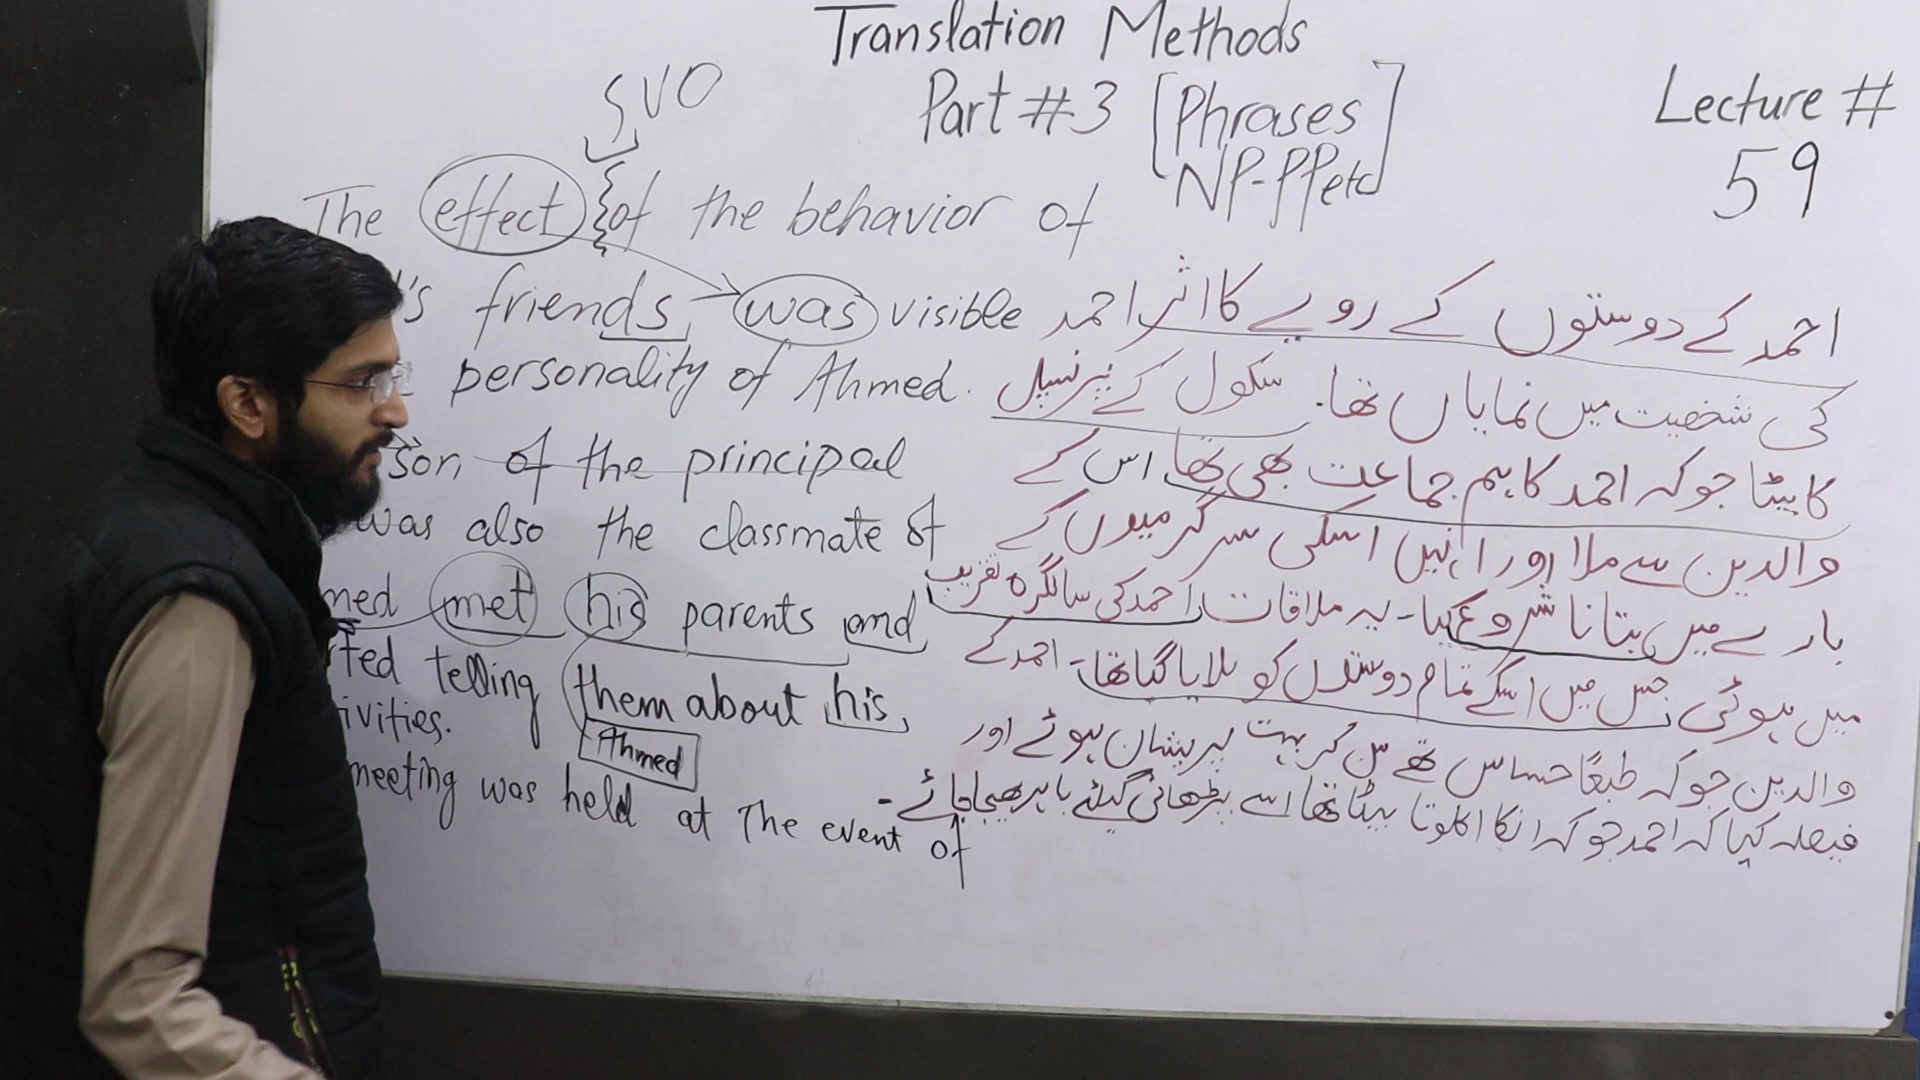 Translation Methods
Part #3 [Phrases
NP-PPetc]
Lecture #
59
SVO
The effect of the behavior of
's friends was visible
personality of Ahmed.
son of the principal
was also the classmate of
med met his parents and
rted telling them about his
ivities.
Ahmed
meeting was held at The event of
احمد کے دوستوں کے رویے کا اثر احمد
کی شخصیت میں نمایاں تھا۔ سکول کے پرنسپل
کا بیٹا جو کہ احمد کا ہم جماعت بھی تھا اس کے
والدین سے ملا اور انہیں اسکی سرگرمیوں کے
بارے میں بتانا شروع کیا۔ یہ ملاقات احمد کی سالگرہ تقریب
میں ہوئی جس میں اسکے تمام دوستوں کو بلایا گیا تھا۔ احمد کے
والدین جو کہ طبعًا حساس تھے سن کر بہت پریشان ہوئے اور
فیصلہ کیا کہ احمد جو کہ انکا اکلوتا بیٹا تھا اسے پڑھائی کیلئے باہر بھیجا جائے۔